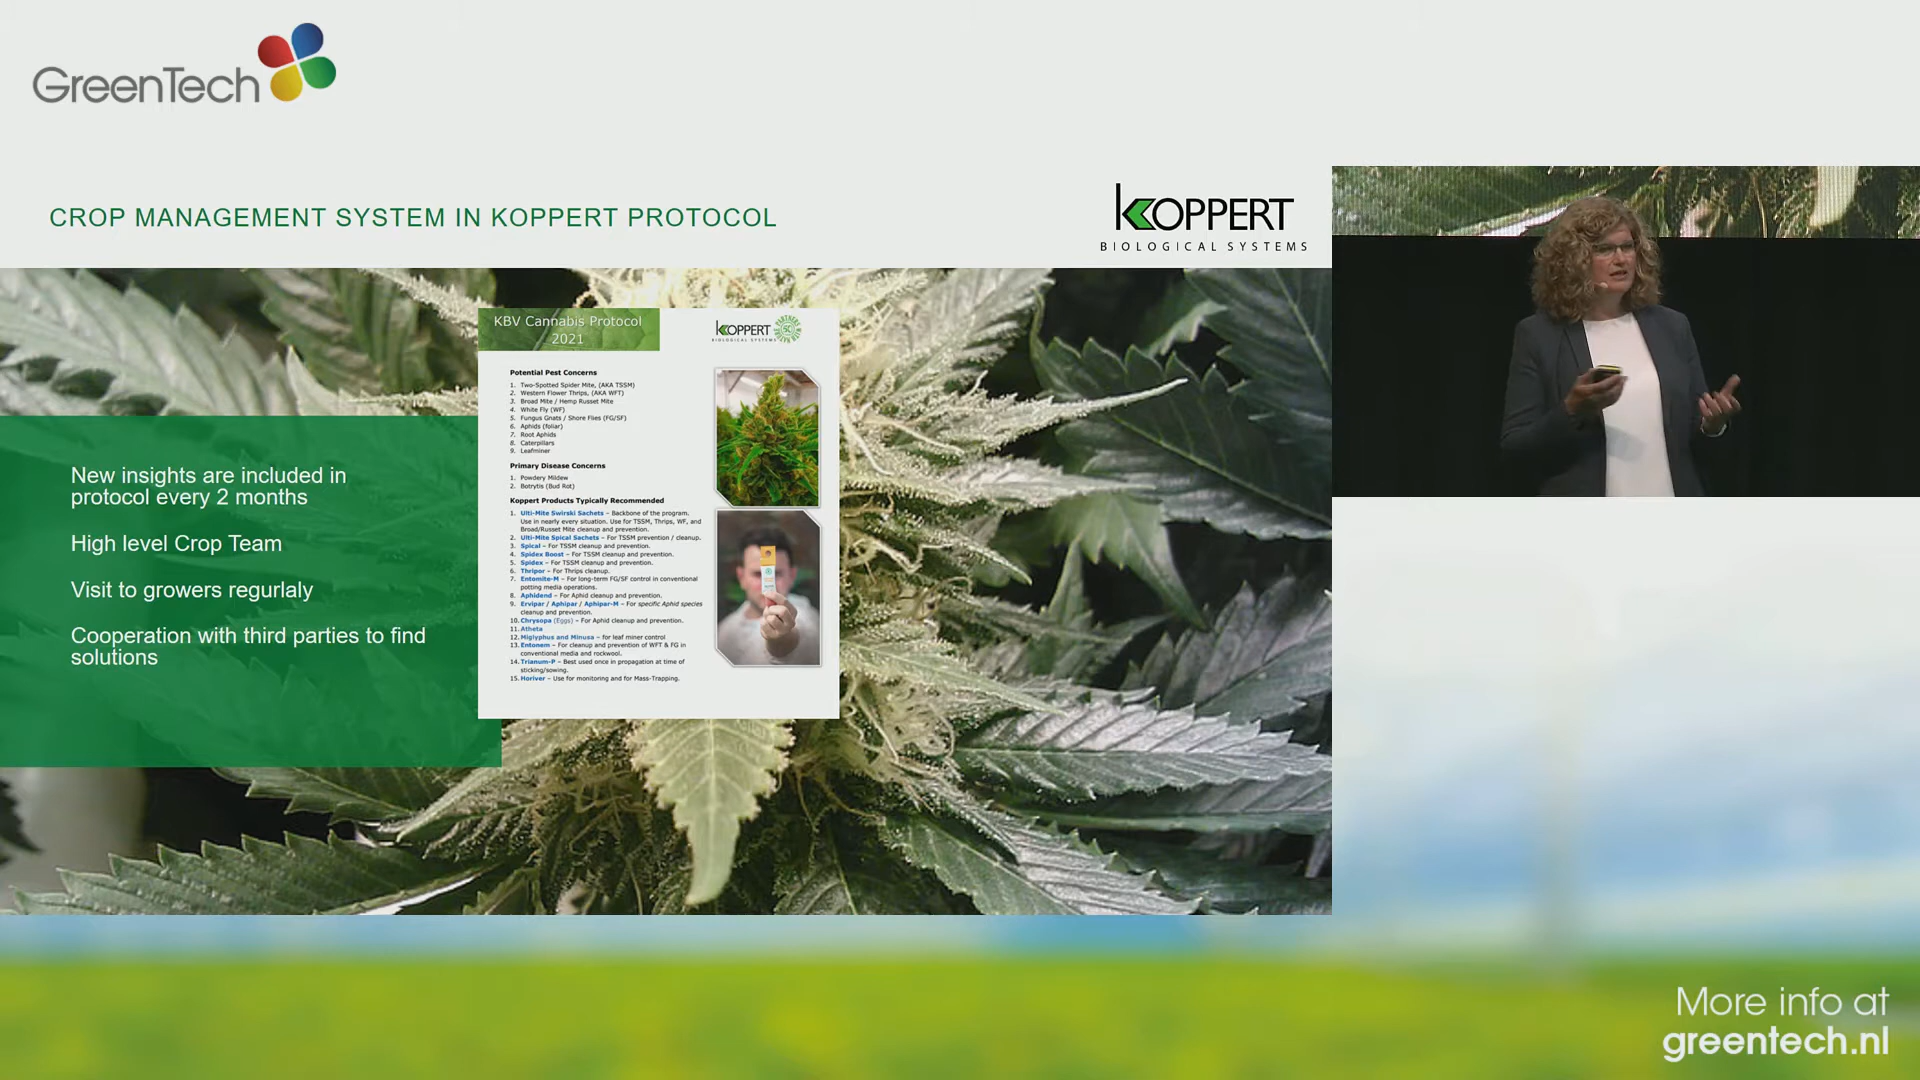 GreenTech
CROP MANAGEMENT SYSTEM IN KOPPERT PROTOCOL
KOPPERT
BIOLOGICAL SYSTEMS
New insights are included in
protocol every 2 months
High level Crop Team
Visit to growers regurlaly
Cooperation with third parties to find
solutions
KBV Cannabis Protocol
2021
KOPPERT
BIOLOGICAL SYSTEMS
Potential Pest Concerns
1. Two-Spotted Spider Mite, (AKA TSSM)
2. Western Flower Thrips, (AKA WFT)
3. Broad Mite / Hemp Russet Mite
4. White Fly (WF)
5. Fungus Gnats / Shore Flies (FG/SF)
6. Aphids (foliar)
7. Root Aphids
8. Caterpillars
9. Leafminer
Primary Disease Concerns
1. Powdery Mildew
2. Botrytis (Bud Rot)
Koppert Products Typically Recommended
1. Ulti-Mite Swirski Sachets – Backbone of the program.
Use in nearly every situation. Use for TSSM, Thrips, WF, and
Broad/Russet Mite cleanup and prevention.
2. Ulti-Mite Spical Sachets – For TSSM prevention / cleanup.
3. Spical – For TSSM cleanup and prevention.
4. Spidex Boost – For TSSM cleanup and prevention.
5. Spidex – For TSSM cleanup and prevention.
6. Thripor – For Thrips cleanup.
7. Entomite-M – For long-term FG/SF control in conventional
potting media operations.
8. Aphidend – For Aphid cleanup and prevention.
9. Ervipar / Aphipar / Aphipar-M – For specific Aphid species
cleanup and prevention.
10. Chrysopa (Eggs) – For Aphid cleanup and prevention.
11. Atheta
12. Miglyphus and Minusa – for leaf miner control
13. Entonem – For cleanup and prevention of WFT & FG in
conventional media and rockwool.
14. Trianum-P – Best used once in propagation at time of
sticking/sowing.
15. Horiver – Use for monitoring and for Mass-Trapping.
More info at
greentech.nl